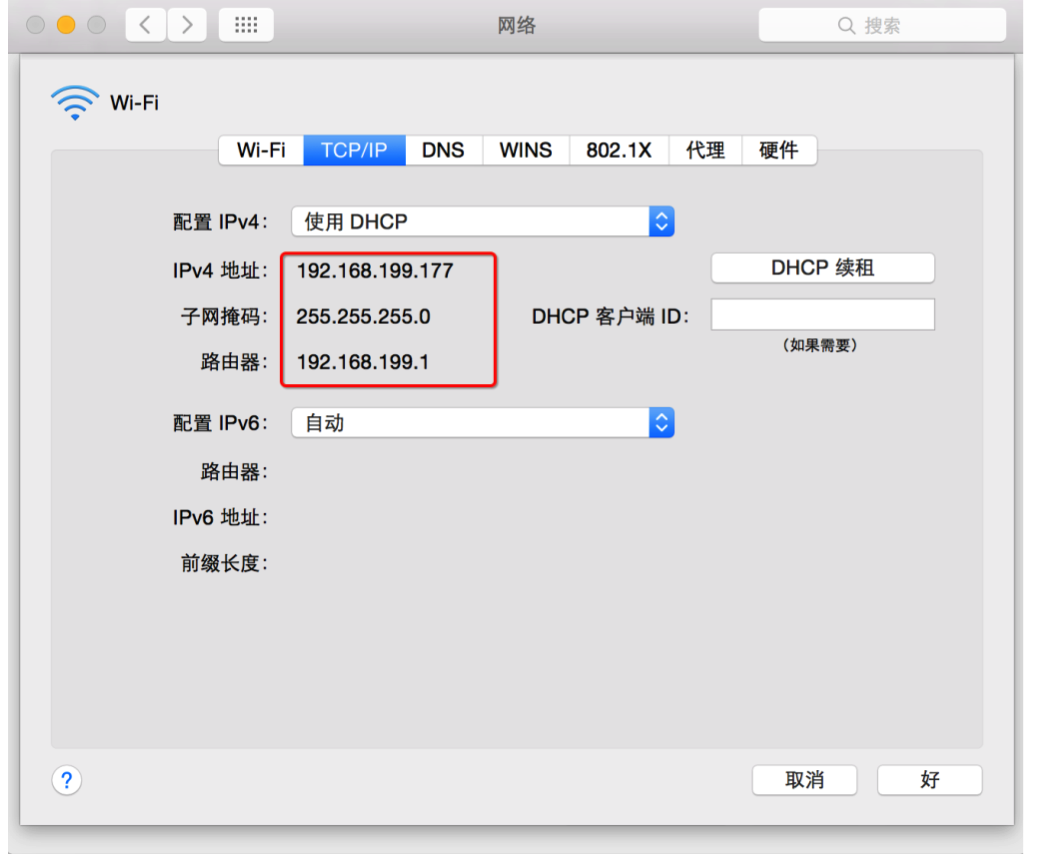 网络
搜索
Wi-Fi
Wi-Fi TCP/IP DNS WINS 802.1X 代理 硬件
配置 IPv4: 使用 DHCP
IPv4 地址: 192.168.199.177 DHCP 续租
子网掩码: 255.255.255.0 DHCP 客户端 ID:
(如果需要)
路由器: 192.168.199.1
配置 IPv6: 自动
路由器:
IPv6 地址:
前缀长度:
? 取消 好